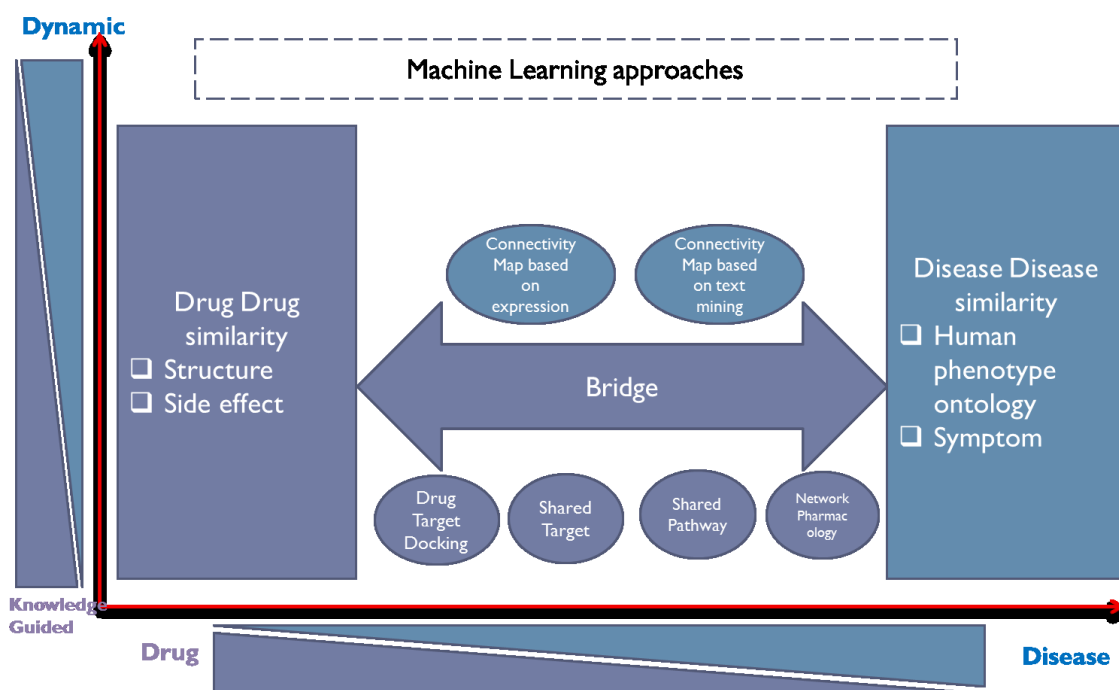 Dynamic
Machine Learning approaches
Drug Drug
similarity
❑ Structure
❑ Side effect
Connectivity
Map based
on
expression
Connectivity
Map based
on text
mining
Bridge
Drug
Target
Docking
Shared
Target
Shared
Pathway
Network
Pharmac
ology
Disease Disease
similarity
❑ Human
phenotype
ontology
❑ Symptom
Knowledge
Guided
Drug
Disease